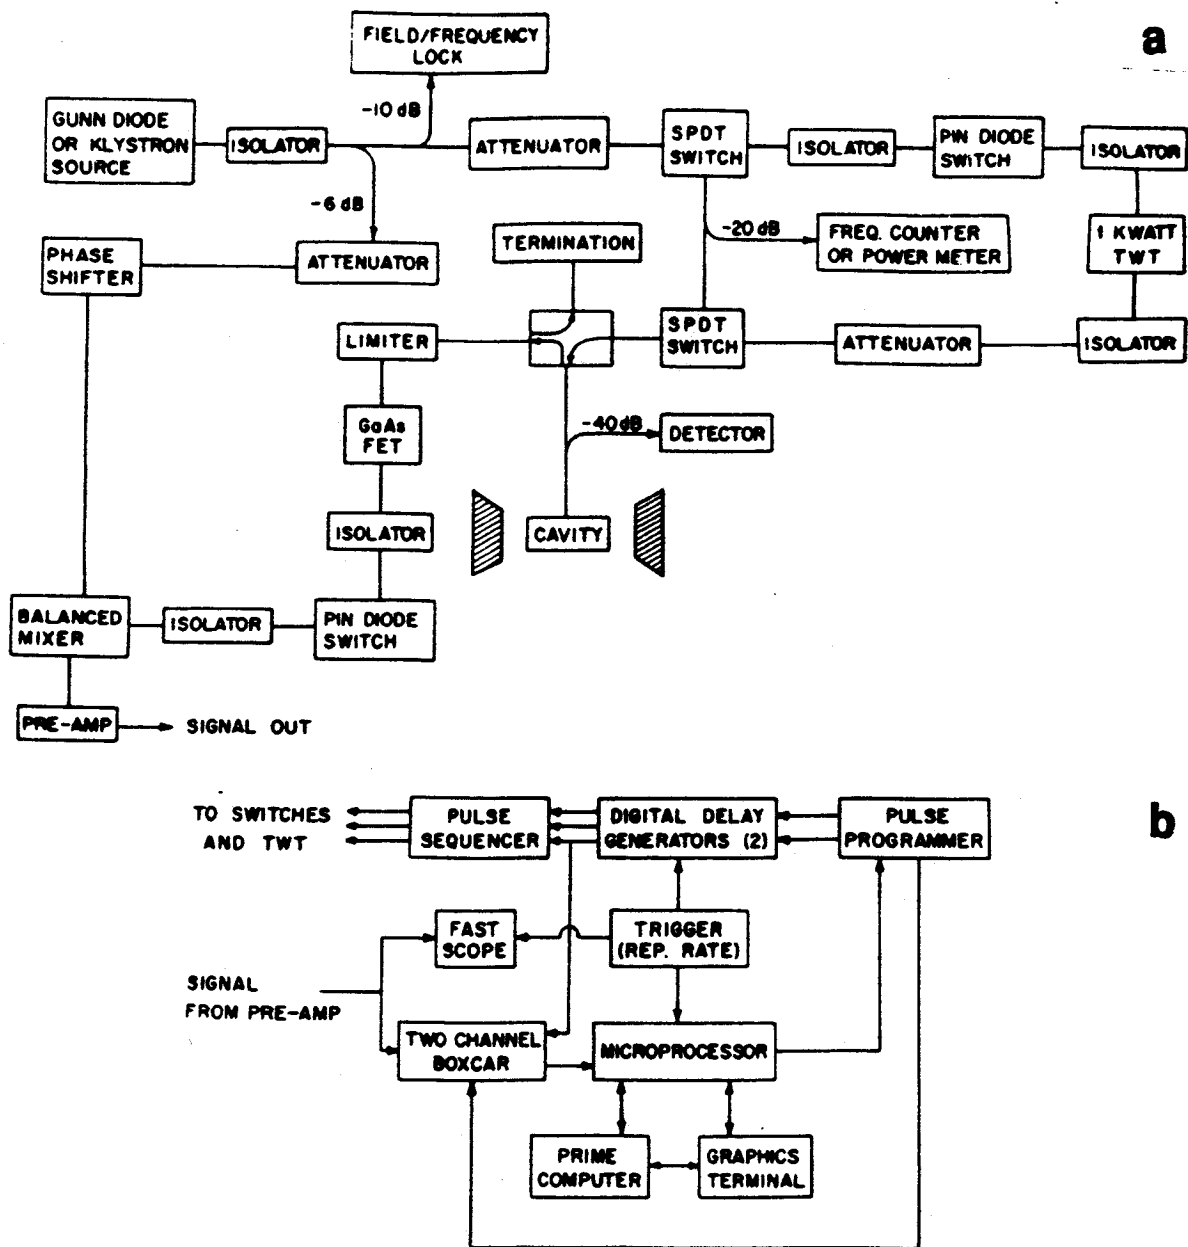 a
FIELD/FREQUENCY
LOCK
-10 dB
GUNN DIODE
OR KLYSTRON
SOURCE
ISOLATOR
ATTENUATOR
SPDT
SWITCH
ISOLATOR
PIN DIODE
SWITCH
ISOLATOR
-6 dB
PHASE
SHIFTER
ATTENUATOR
TERMINATION
-20 dB
FREQ. COUNTER
OR POWER METER
1 KWATT
TWT
LIMITER
SPDT
SWITCH
ATTENUATOR
ISOLATOR
GaAs
FET
-40 dB
DETECTOR
ISOLATOR
CAVITY
BALANCED
MIXER
ISOLATOR
PIN DIODE
SWITCH
PRE-AMP
SIGNAL OUT
b
TO SWITCHES
AND TWT
PULSE
SEQUENCER
DIGITAL DELAY
GENERATORS (2)
PULSE
PROGRAMMER
FAST
SCOPE
TRIGGER
(REP. RATE)
SIGNAL
FROM PRE-AMP
TWO CHANNEL
BOXCAR
MICROPROCESSOR
PRIME
COMPUTER
GRAPHICS
TERMINAL